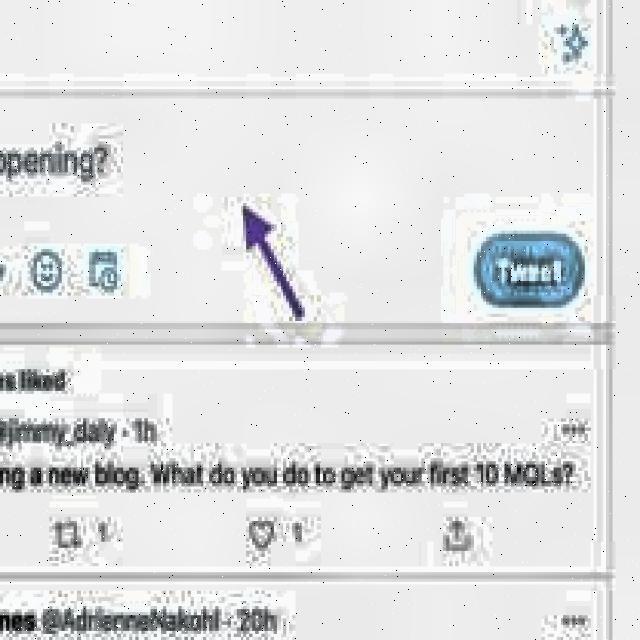 opening?
Tweet
s liked
@jimmy_daly · 1h
ng a new blog. What do you do to get your first 10 MQLs?
1 1
nes @AdrienneNakohl · 20h